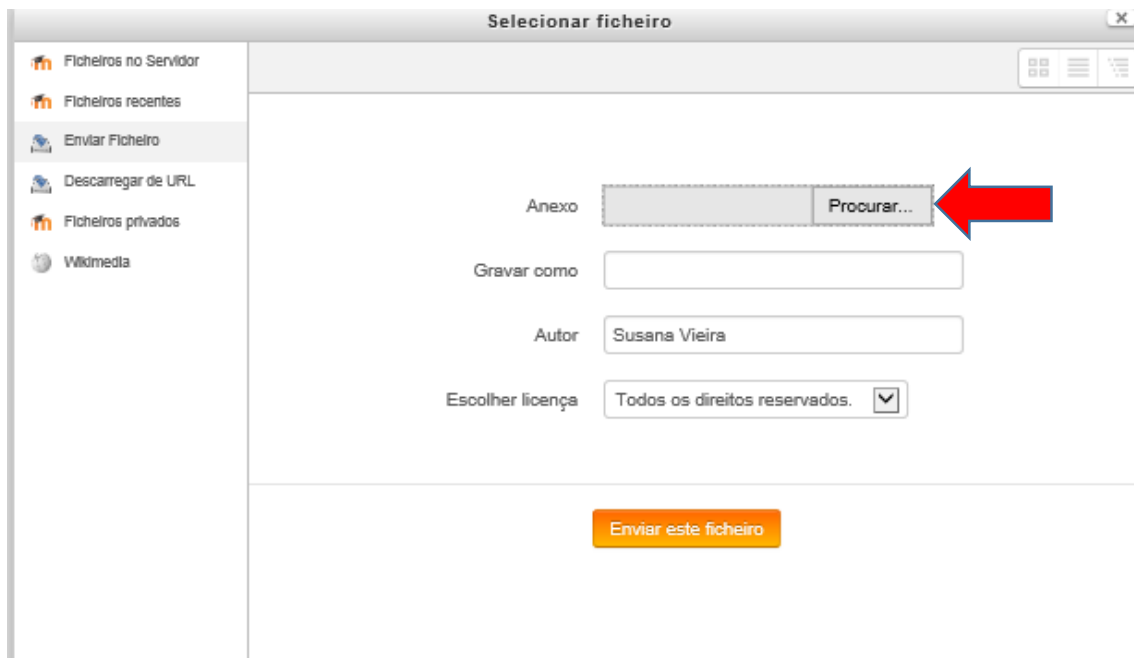 Selecionar ficheiro
Ficheiros no Servidor
Ficheiros recentes
Enviar Ficheiro
Descarregar de URL
Ficheiros privados
Wikimedia
Anexo Procurar...
Gravar como
Autor Susana Vieira
Escolher licença Todos os direitos reservados.
Enviar este ficheiro